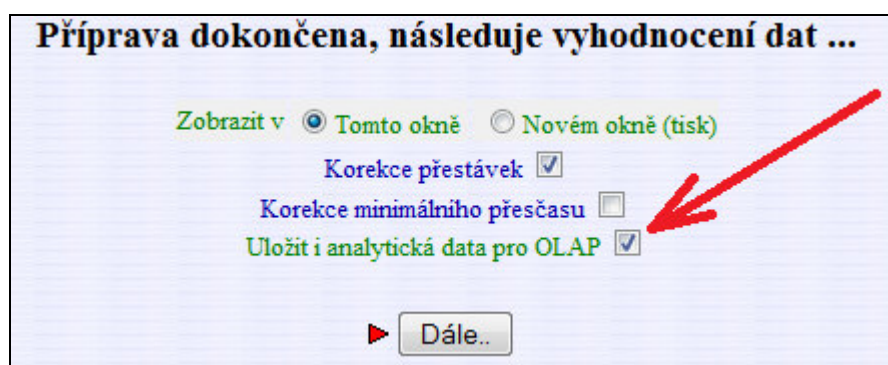 Příprava dokončena, následuje vyhodnocení dat ...
Zobrazit v Tomto okně Novém okně (tisk)
Korekce přestávek
Korekce minimálního přesčasu
Uložit i analytická data pro OLAP
Dále..